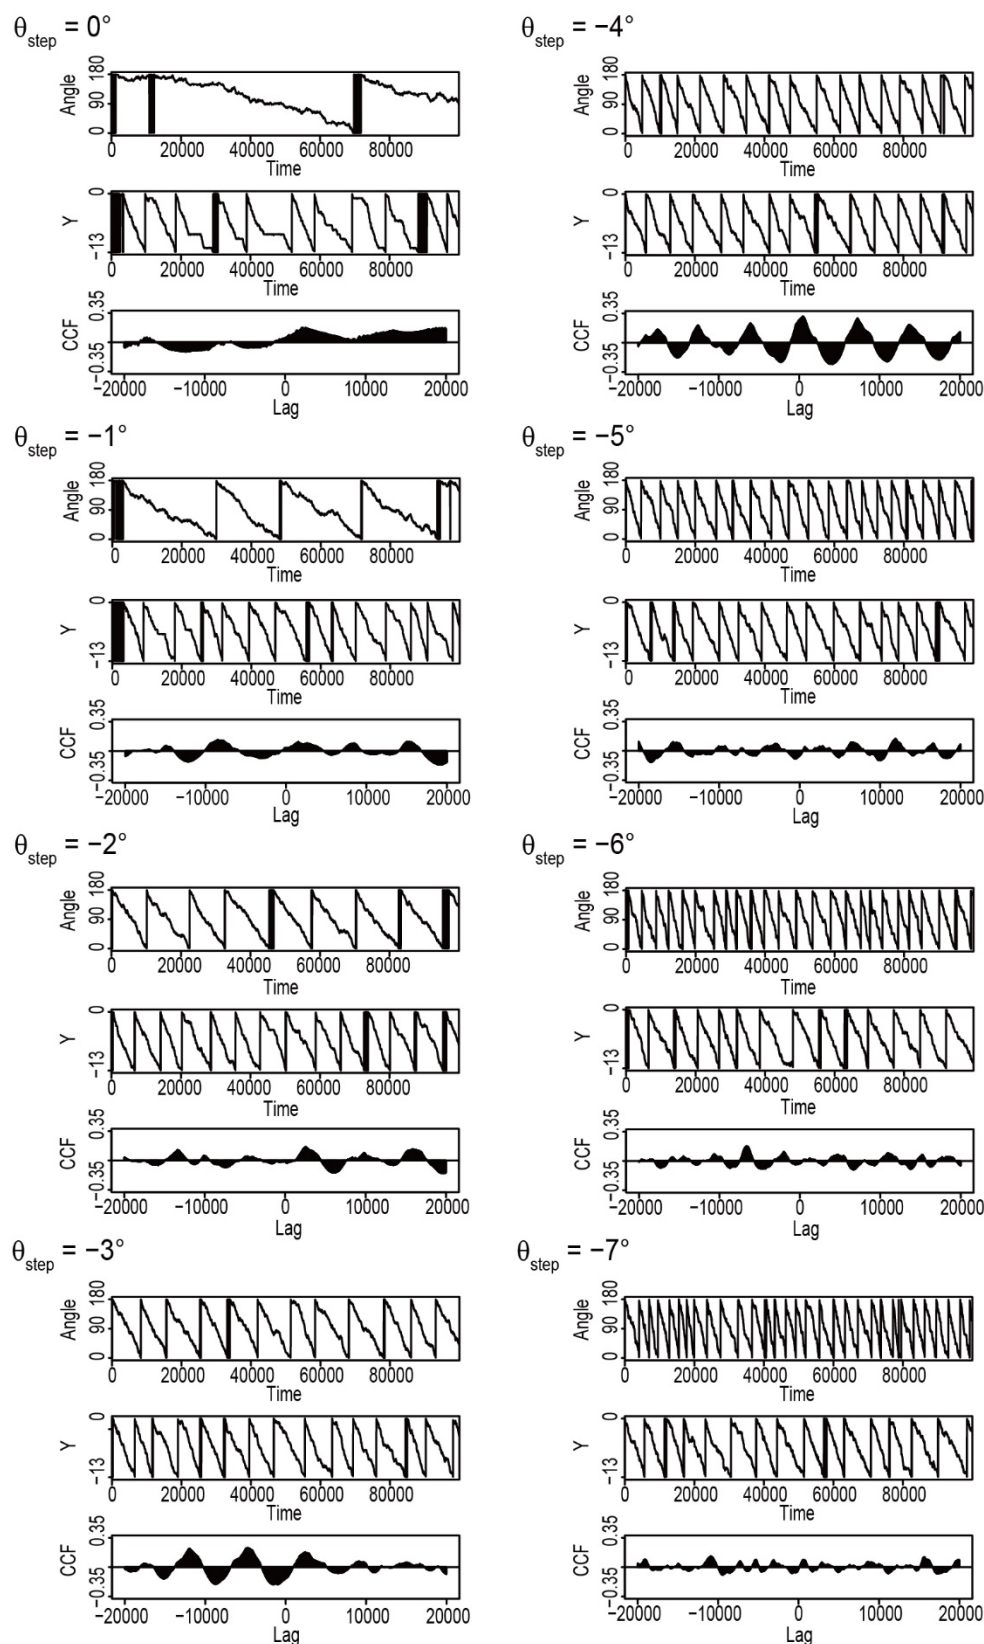 θstep = 0°
Angle
180
90
0
0 20000 40000 60000 80000
Time
Y
0
−13
0 20000 40000 60000 80000
Time
CCF
0.35
−0.35
−20000 −10000 0 10000 20000
Lag
θstep = −1°
Angle
180
90
0
0 20000 40000 60000 80000
Time
Y
0
−13
0 20000 40000 60000 80000
Time
CCF
0.35
−0.35
−20000 −10000 0 10000 20000
Lag
θstep = −2°
Angle
180
90
0
0 20000 40000 60000 80000
Time
Y
0
−13
0 20000 40000 60000 80000
Time
CCF
0.35
−0.35
−20000 −10000 0 10000 20000
Lag
θstep = −3°
Angle
180
90
0
0 20000 40000 60000 80000
Time
Y
0
−13
0 20000 40000 60000 80000
Time
CCF
0.35
−0.35
−20000 −10000 0 10000 20000
Lag
θstep = −4°
Angle
180
90
0
0 20000 40000 60000 80000
Time
Y
0
−13
0 20000 40000 60000 80000
Time
CCF
0.35
−0.35
−20000 −10000 0 10000 20000
Lag
θstep = −5°
Angle
180
90
0
0 20000 40000 60000 80000
Time
Y
0
−13
0 20000 40000 60000 80000
Time
CCF
0.35
−0.35
−20000 −10000 0 10000 20000
Lag
θstep = −6°
Angle
180
90
0
0 20000 40000 60000 80000
Time
Y
0
−13
0 20000 40000 60000 80000
Time
CCF
0.35
−0.35
−20000 −10000 0 10000 20000
Lag
θstep = −7°
Angle
180
90
0
0 20000 40000 60000 80000
Time
Y
0
−13
0 20000 40000 60000 80000
Time
CCF
0.35
−0.35
−20000 −10000 0 10000 20000
Lag